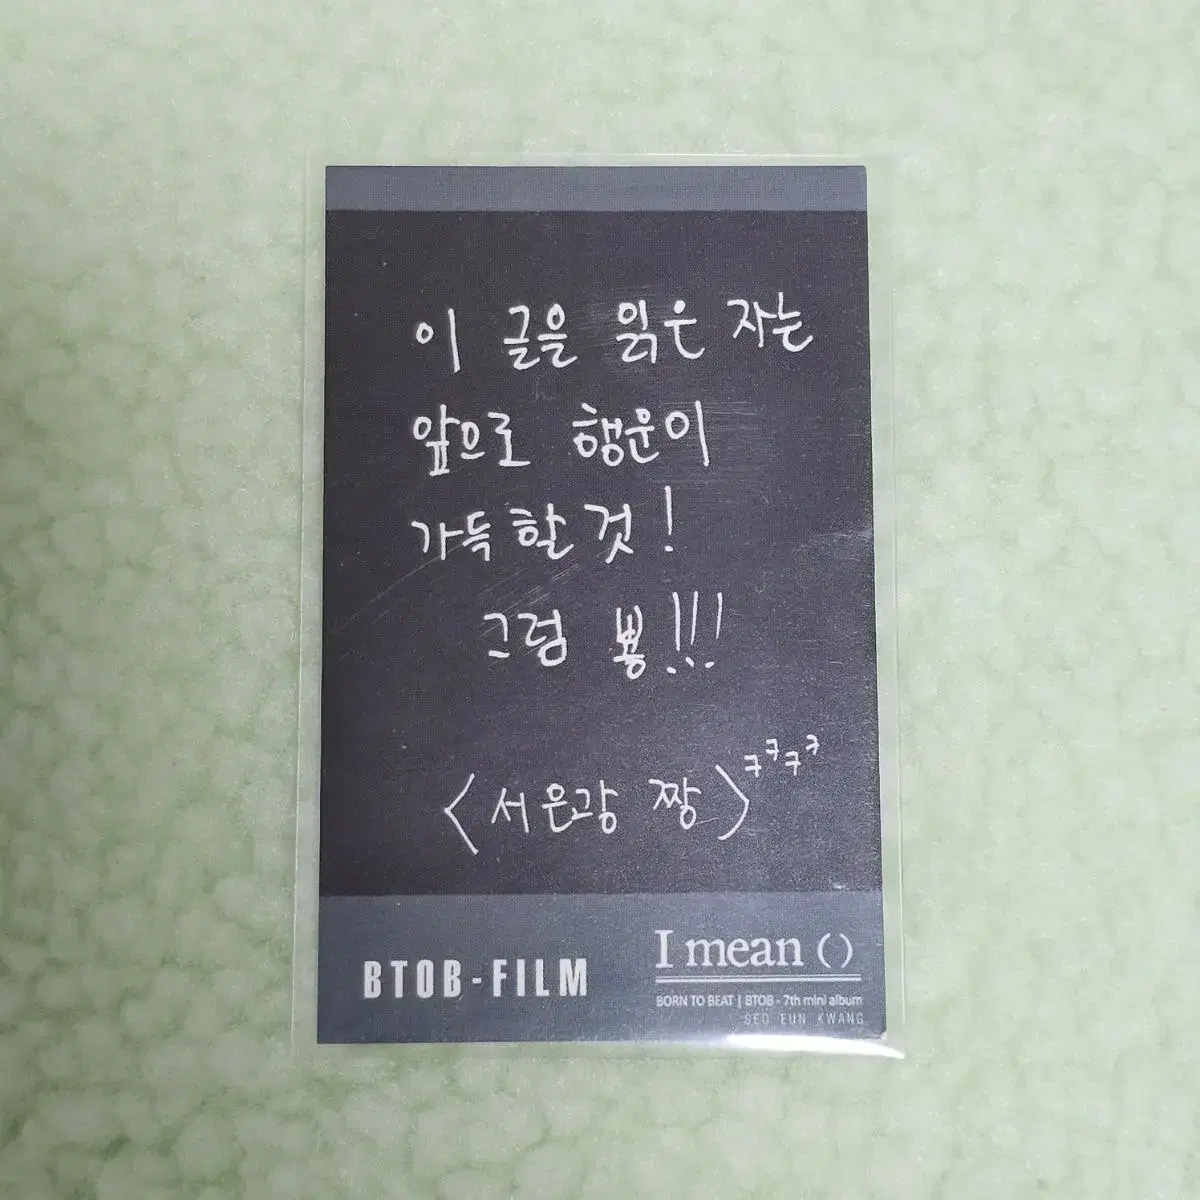 이 글을 읽은 자는
앞으로 행운이
가득할 것!
그럼 뿅!!!
<서은광 짱>ㅋㅋㅋㅋ
BTOB-FILM
I mean ( )
BORN TO BEAT | BTOB - 7th mini album
SEO EUN KWANG